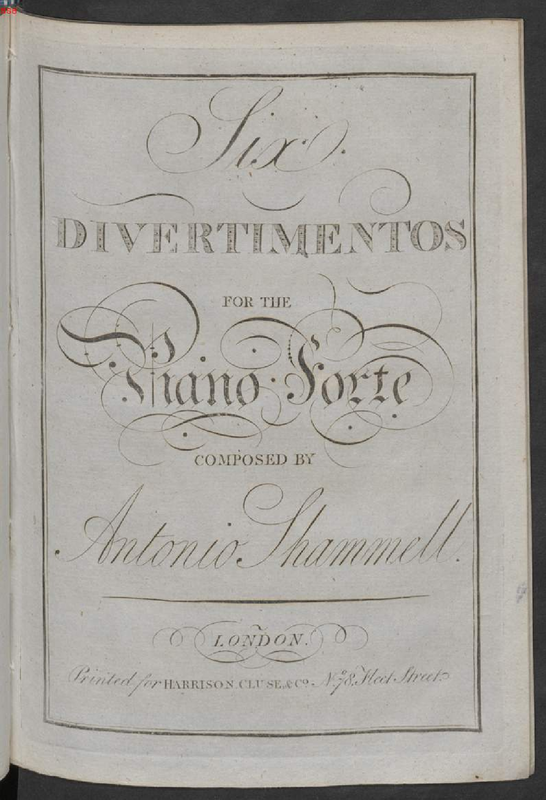 Six
DIVERTIMENTOS
FOR THE
Piano Forte
COMPOSED BY
Antonio Shammell.
LONDON.
Printed for HARRISON. CLUSE, & Co. No. 78, Fleet Street.